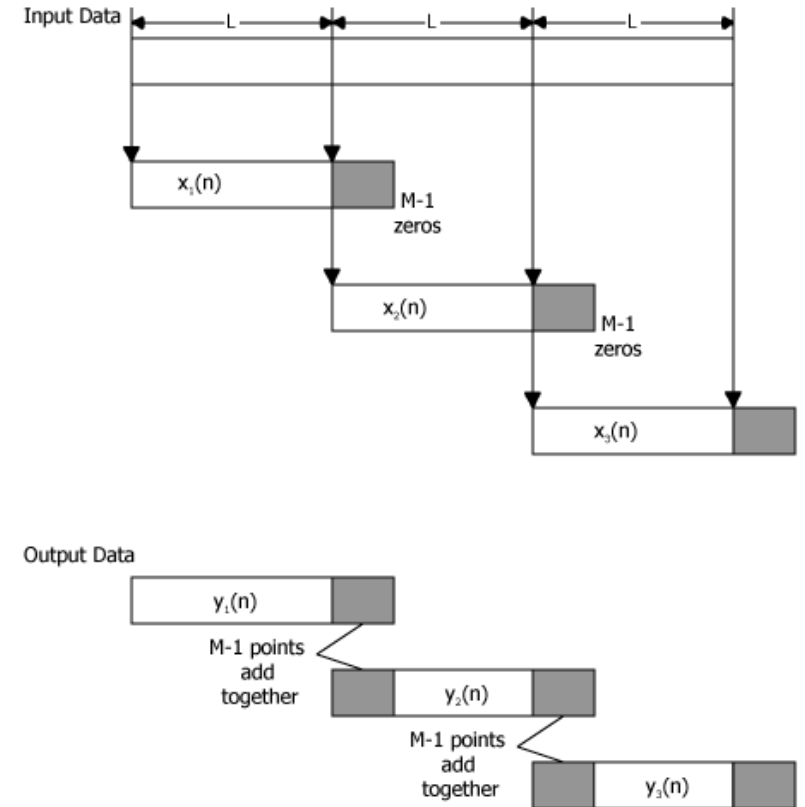 Input Data
L L L
x₁(n)
M-1
zeros
x₂(n)
M-1
zeros
x₃(n)
Output Data
y₁(n)
M-1 points
add
together
y₂(n)
M-1 points
add
together
y₃(n)